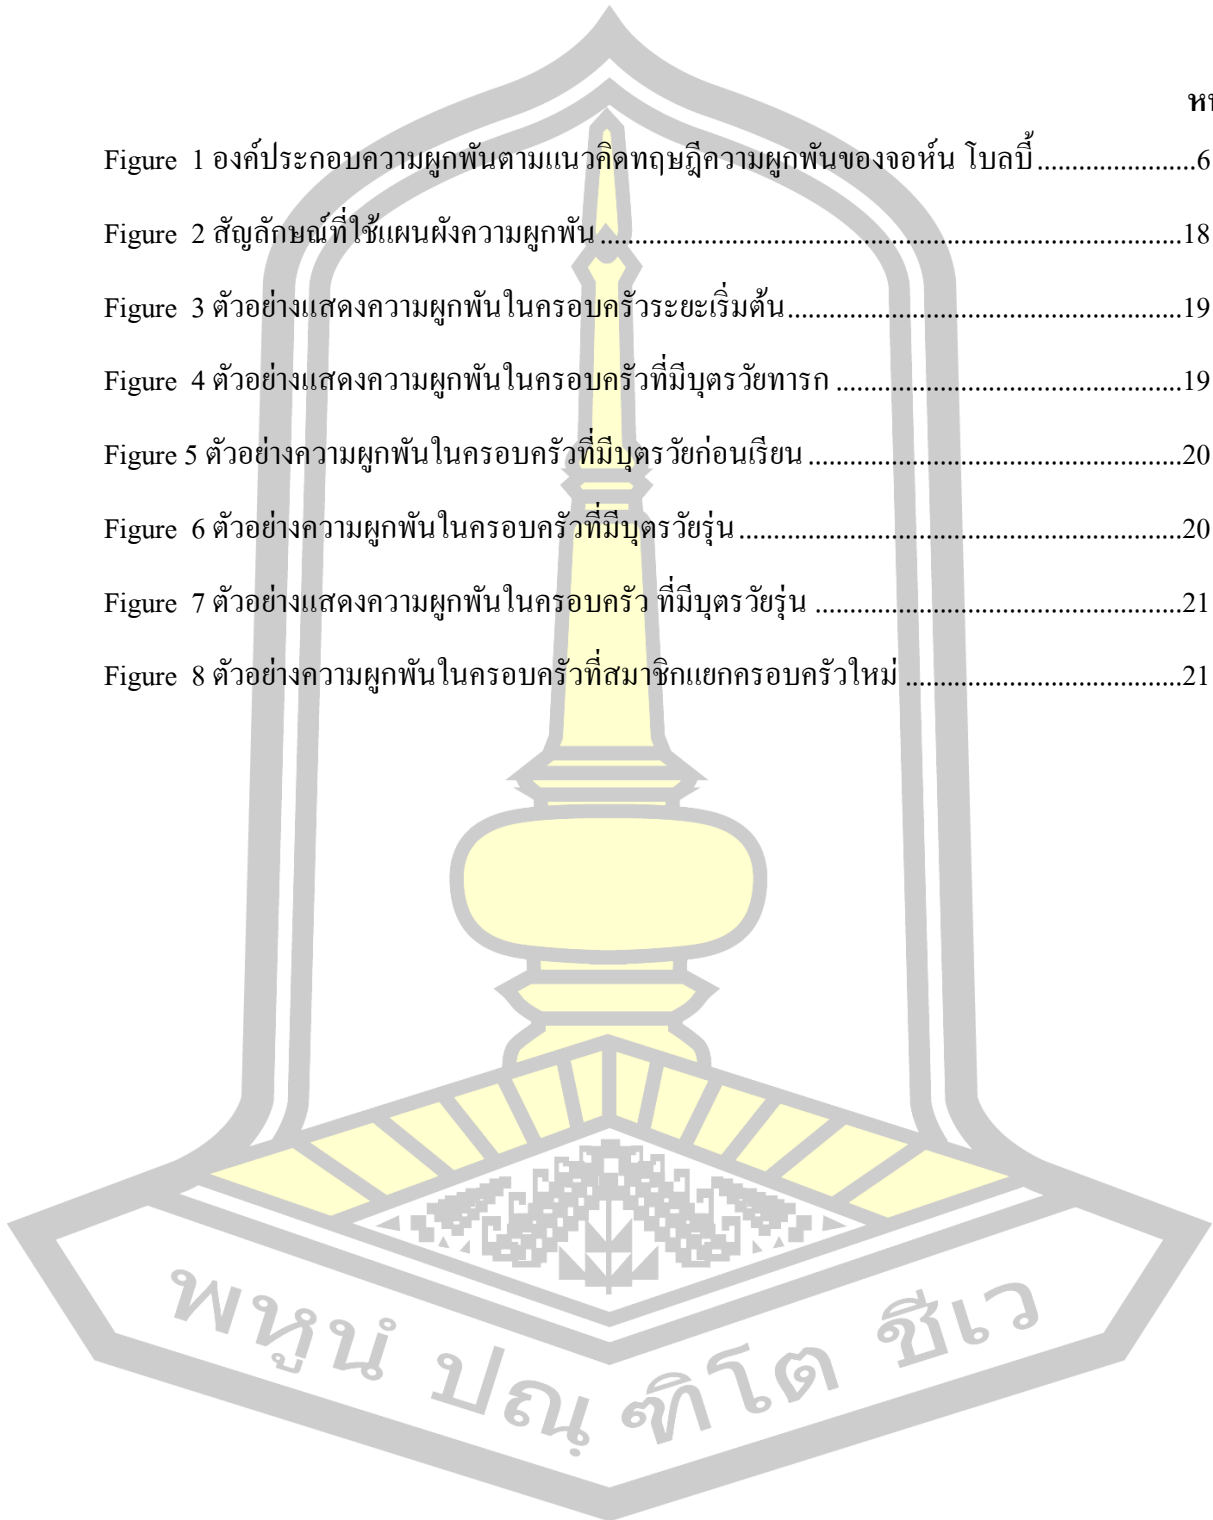 Figure 1 องค์ประกอบความผูกพันตามแนวคิดทฤษฎีความผูกพันของจอห์น โบลบี้......................6
Figure 2 สัญลักษณ์ที่ใช้แผนผังความผูกพัน....................................................................................18
Figure 3 ตัวอย่างแสดงความผูกพันในครอบครัวระยะเริ่มต้น.........................................................19
Figure 4 ตัวอย่างแสดงความผูกพันในครอบครัวที่มีบุตรวัยทารก..................................................19
Figure 5 ตัวอย่างความผูกพันในครอบครัวที่มีบุตรวัยก่อนเรียน......................................................20
Figure 6 ตัวอย่างความผูกพันในครอบครัวที่มีบุตรวัยรุ่น................................................................20
Figure 7 ตัวอย่างแสดงความผูกพันในครอบครัว ที่มีบุตรวัยรุ่น.....................................................21
Figure 8 ตัวอย่างความผูกพันในครอบครัวที่สมาชิกแยกครอบครัวใหม่........................................21
พหูนํ ปณฺฑิโต ชีเว